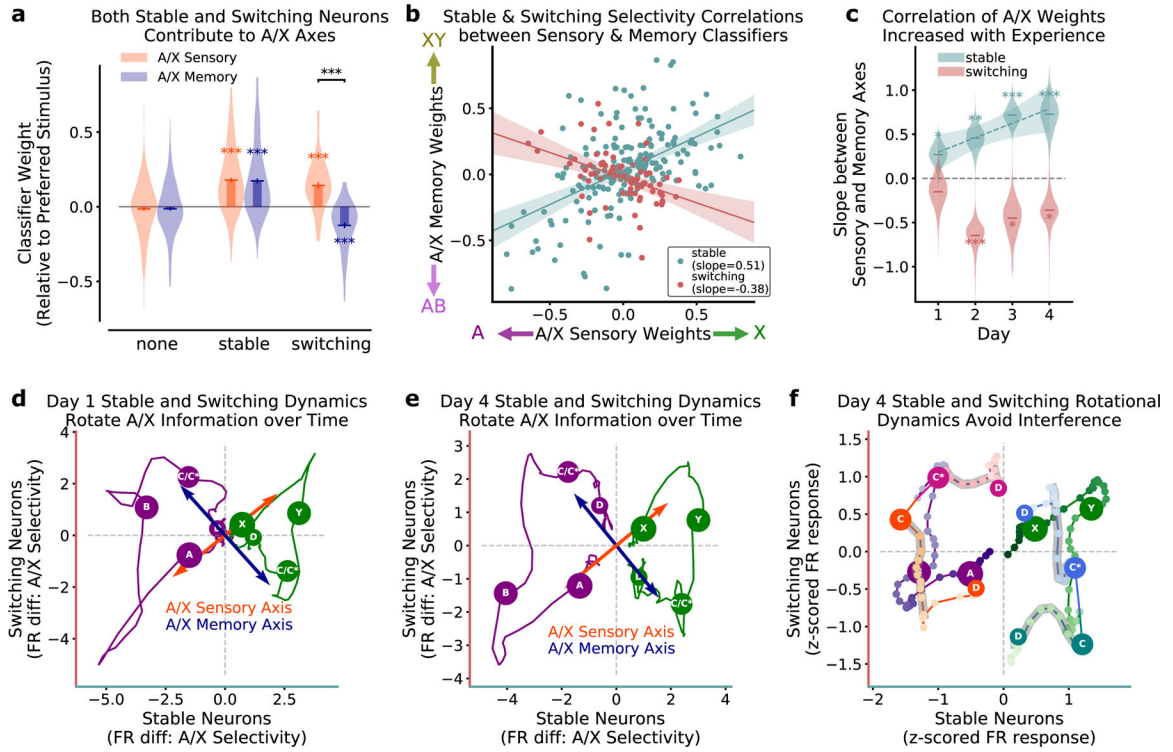 a
Both Stable and Switching Neurons
Contribute to A/X Axes
A/X Sensory
A/X Memory
***
***
***
***
***
Classifier Weight
(Relative to Preferred Stimulus)
0.5
0.0
−0.5
none
stable
switching
b
Stable & Switching Selectivity Correlations
between Sensory & Memory Classifiers
XY
A/X Memory Weights
AB
0.5
0.0
−0.5
stable
(slope=0.51)
switching
(slope=-0.38)
−0.5
0.0
0.5
A
A/X Sensory Weights
X
c
Correlation of A/X Weights
Increased with Experience
stable
switching
*
**
***
***
***
*
*
Slope between
Sensory and Memory Axes
1.0
0.5
0.0
−0.5
−1.0
1
2
3
4
Day
d
Day 1 Stable and Switching Dynamics
Rotate A/X Information over Time
Switching Neurons
(FR diff: A/X Selectivity)
4
2
0
−2
−4
C/C*
B
A
X
Y
D
C/C*
A/X Sensory Axis
A/X Memory Axis
−5.0
−2.5
0.0
2.5
Stable Neurons
(FR diff: A/X Selectivity)
e
Day 4 Stable and Switching Dynamics
Rotate A/X Information over Time
Switching Neurons
(FR diff: A/X Selectivity)
3
2
1
0
−1
−2
−3
C/C*
D
B
A
X
Y
C/C*
A/X Sensory Axis
A/X Memory Axis
−4
−2
0
2
Stable Neurons
(FR diff: A/X Selectivity)
f
Day 4 Stable and Switching Rotational
Dynamics Avoid Interference
Switching Neurons
(z-scored FR response)
1.5
1.0
0.5
0.0
−0.5
−1.0
−1.5
C*
D
C
A
D
D
X
Y
C*
D
C
−2
−1
0
1
Stable Neurons
(z-scored FR response)